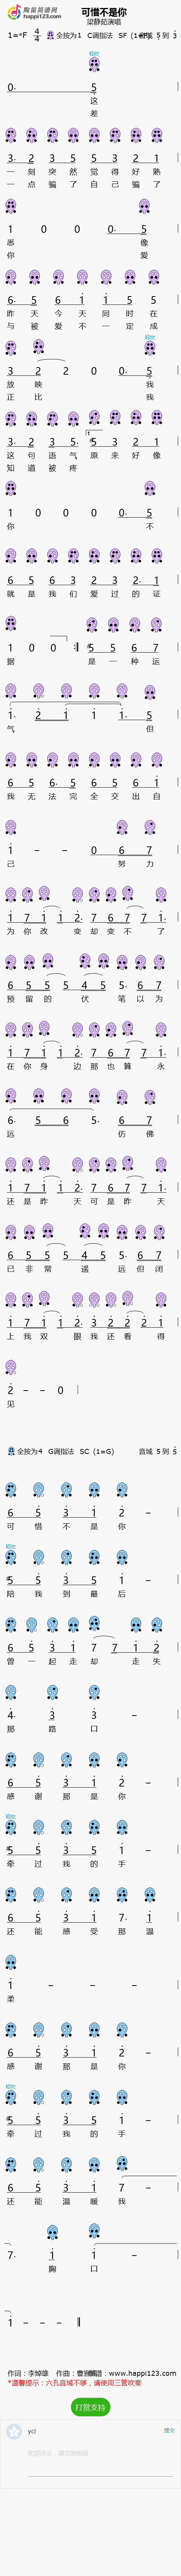 陶笛简谱网
happi123.com
可惜不是你
梁静茹演唱
1=♯F 4/4 全按为1 C调指法 SF (1=♯F) 5 到 3
轻吹
0. 5
这
差
3. 2 3 5 5 3 2 1
一 刻 突 然 觉 得 好 熟
一 点 骗 了 自 己 骗 了
1 0 0 0. 5
悉 像
你 爱
6. 5 6 1 1 5 5
昨 天 今 天 同 时 在
与 被 爱 不 一 定 成
轻吹
3 2 2 0 0. 5
放 映 我
正 比 我
3. 2 3 5. 5 3 2 1
这 句 语 气 原 来 好 像
知 道 被 疼
1 0 0 0 0. 5
你 不
6 5 6 3 2 3 2. 1
就 是 我 们 爱 过 的 证
1 0 0 :‖ 5 5 6 7
据 是 一 种 运
1. 2 1 1 1. 5
气 但
6 5 6. 5 6 5 6 1
我 无 法 完 全 交 出 自
1 – – 0 6 7
己 努 力
1 7 1 1 2. 7 6 7 7 1.
为 你 改 变 却 变 不 了
6 5 5 5 4 5 5. 6 7
预 留 的 伏 笔 以 为
1 7 1 1 2. 7 6 7 7 1.
在 你 身 边 那 也 算 永
6. 5 6 5. 6 7
远 仿 佛
1 7 1 1 2. 7 6 7 7 1.
还 是 昨 天 可 是 昨 天
6 5 5 5 4 5 5. 6 7
已 非 常 遥 远 但 闭
1 7 1 1 2. 3 2 2 2 1
上 我 双 眼 我 还 看 得
2 – – 0
见
全按为4 G调指法 SC (1=G) 音域 5 到 5
6 5 3 1 2 –
可 惜 不 是 你
轻吹
5 5 3 5 1 –
陪 我 到 最 后
6 5 3 1 7 7 1 2
曾 一 起 走 却 走 失
4. 3 3 –
那 路 口
6 5 3 1 2 –
感 谢 那 是 你
轻吹
5 5 3 5 1 –
牵 过 我 的 手
6 5 3 1 7. 1
还 能 感 受 那 温
1 – – –
柔
6 5 3 1 2 –
感 谢 那 是 你
轻吹
5 5 3 5 1 –
牵 过 我 的 手
6 5 3 1 7 –
还 能 温 暖 我
7. 1 1 –
胸 口
1 – – – ‖
作词：李焯雄 作曲：曹 www.happi123.com
*温馨提示：六孔音域不够，请使用三管吹奏
打赏支持
ycl
提交